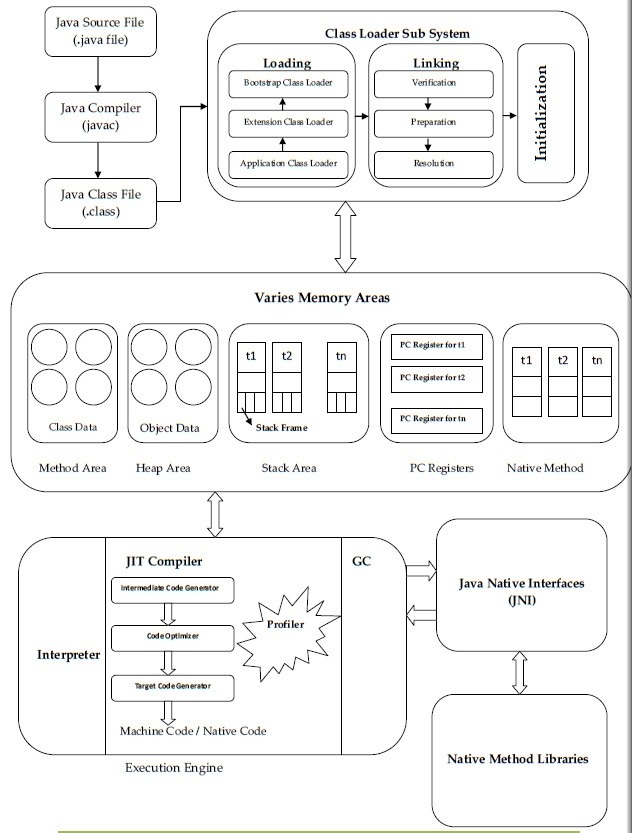 Java Source File
(.java file)
Java Compiler
(javac)
Java Class File
(.class)
Class Loader Sub System
Loading
Bootstrap Class Loader
Extension Class Loader
Application Class Loader
Linking
Verification
Preparation
Resolution
Initialization
Varies Memory Areas
Class Data
Method Area
Object Data
Heap Area
t1 t2 tn
Stack Frame
Stack Area
PC Register for t1
PC Register for t2
PC Register for tn
PC Registers
t1 t2 tn
Native Method
Interpreter
JIT Compiler
Intermediate Code Generator
Code Optimizer
Target Code Generator
Machine Code / Native Code
Profiler
GC
Execution Engine
Java Native Interfaces
(JNI)
Native Method Libraries